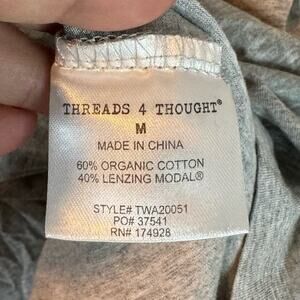 THREADS 4 THOUGHT®
M
MADE IN CHINA
60% ORGANIC COTTON
40% LENZING MODAL®
STYLE# TWA20051
PO# 37541
RN# 174928